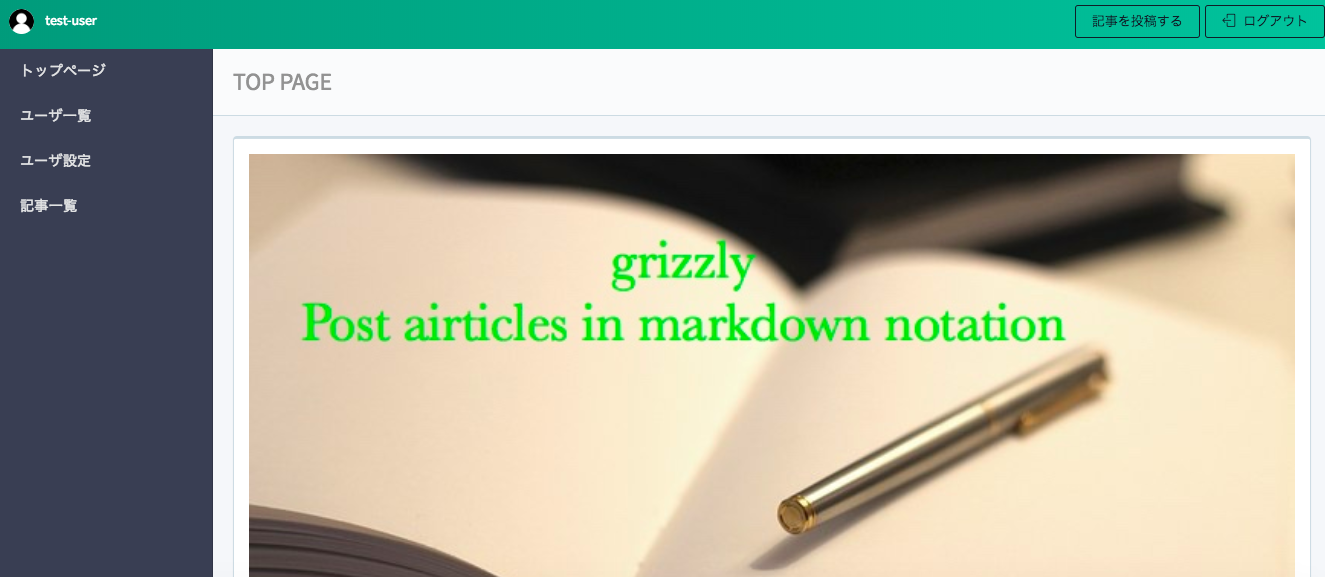 test-user
記事を投稿する
ログアウト
トップページ
ユーザ一覧
ユーザ設定
記事一覧
TOP PAGE
grizzly
Post airticles in markdown notation